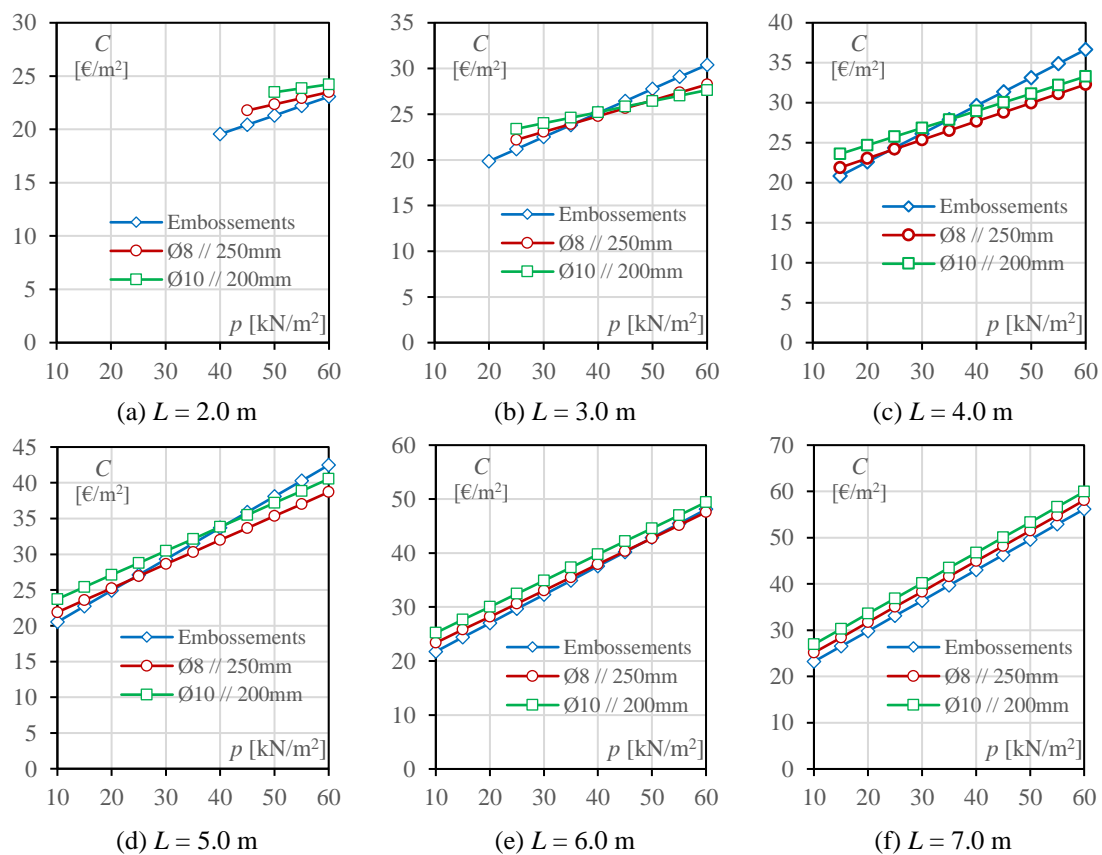 C
[€/m²]
30
25
20
15
10
5
0
Embossements
Ø8 // 250mm
Ø10 // 200mm
p [kN/m²]
10 20 30 40 50 60
(a) L = 2.0 m
C
[€/m²]
35
30
25
20
15
10
5
0
Embossements
Ø8 // 250mm
Ø10 // 200mm
p [kN/m²]
10 20 30 40 50 60
(b) L = 3.0 m
C
[€/m²]
40
35
30
25
20
15
10
5
0
Embossements
Ø8 // 250mm
Ø10 // 200mm
p [kN/m²]
10 20 30 40 50 60
(c) L = 4.0 m
C
[€/m²]
45
40
35
30
25
20
15
10
5
0
Embossements
Ø8 // 250mm
Ø10 // 200mm
p [kN/m²]
10 20 30 40 50 60
(d) L = 5.0 m
C
[€/m²]
60
50
40
30
20
10
0
Embossements
Ø8 // 250mm
Ø10 // 200mm
p [kN/m²]
10 20 30 40 50 60
(e) L = 6.0 m
C
[€/m²]
70
60
50
40
30
20
10
0
Embossements
Ø8 // 250mm
Ø10 // 200mm
p [kN/m²]
10 20 30 40 50 60
(f) L = 7.0 m